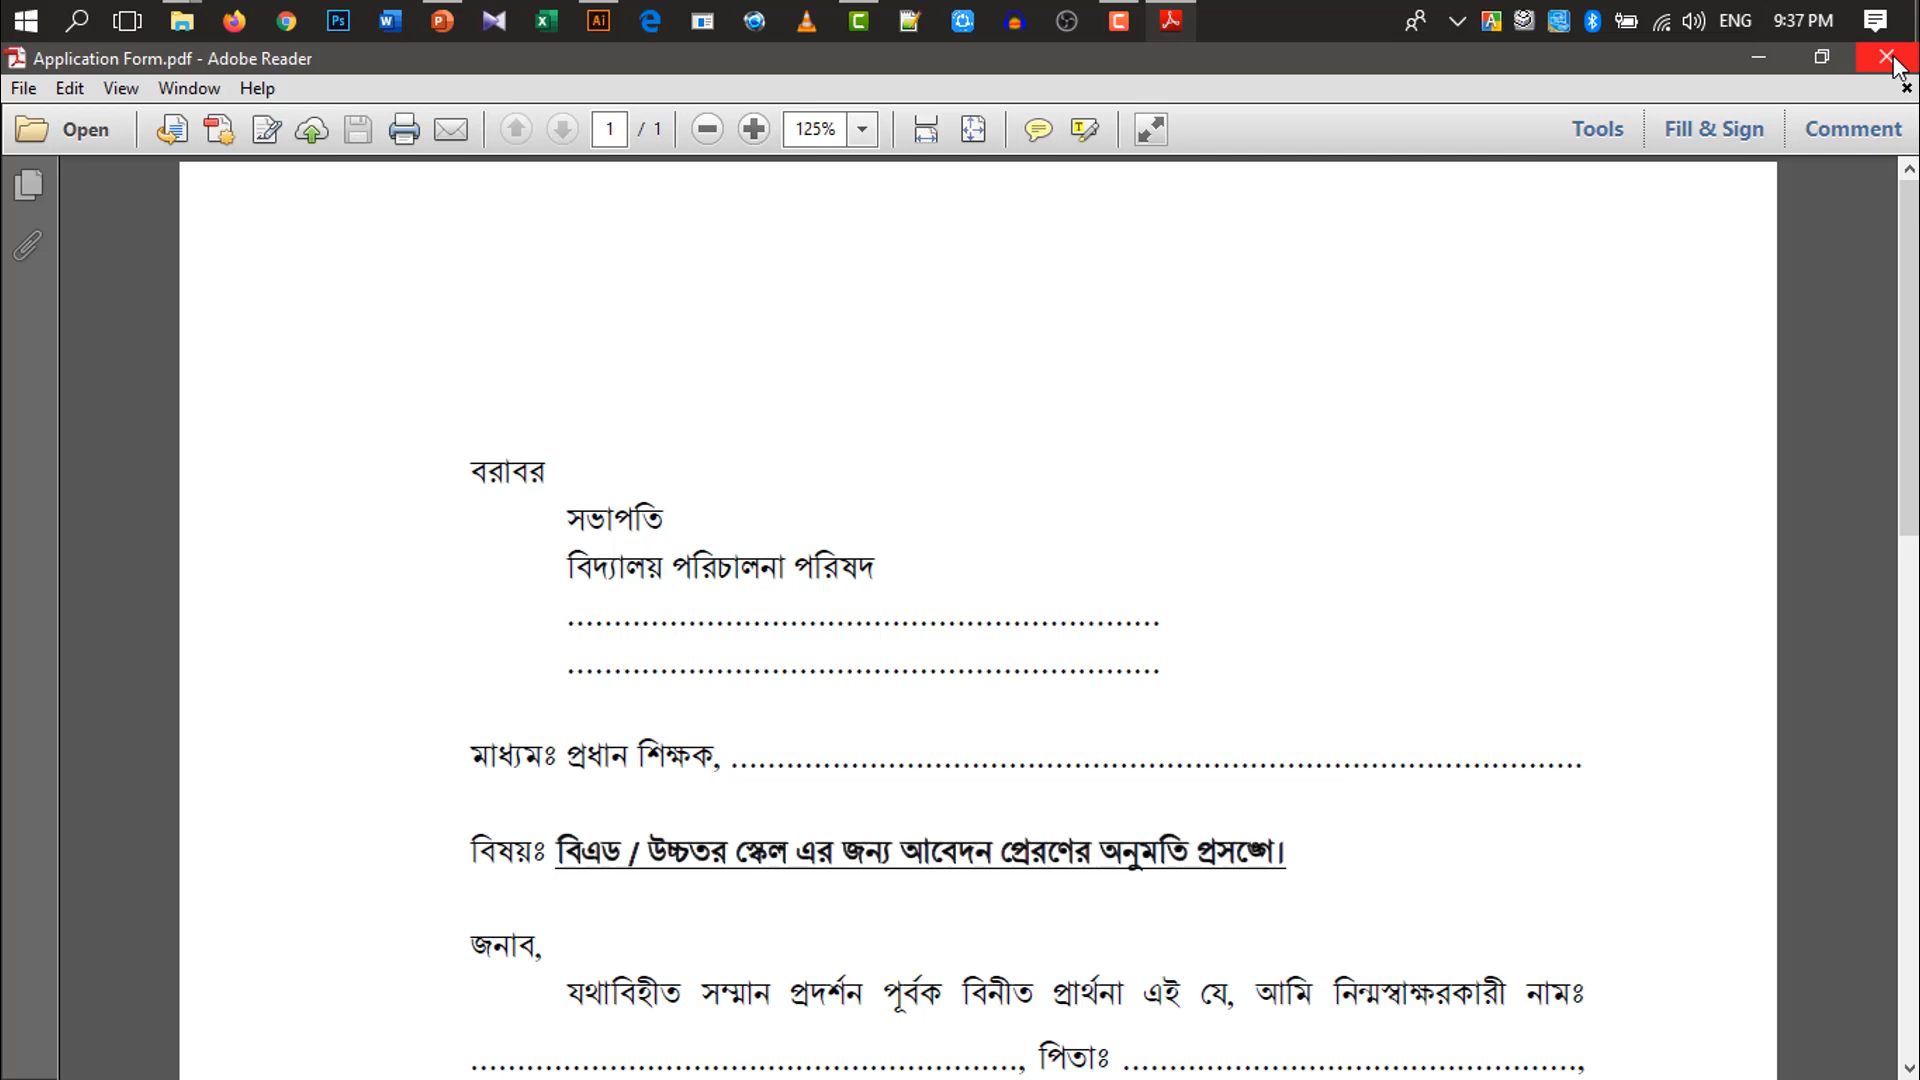 ENG
9:37 PM
Application Form.pdf - Adobe Reader
File Edit View Window Help
Open 1 / 1 125% Tools Fill & Sign Comment
বরাবর
সভাপতি
বিদ্যালয় পরিচালনা পরিষদ
................................................................
................................................................
মাধ্যমঃ প্রধান শিক্ষক, ............................................................................................
বিষয়ঃ বিএড / উচ্চতর স্কেল এর জন্য আবেদন প্রেরণের অনুমতি প্রসঙ্গে।
জনাব,
যথাবিহীত সম্মান প্রদর্শন পূর্বক বিনীত প্রার্থনা এই যে, আমি নিন্মস্বাক্ষরকারী নামঃ
..........................................................., পিতাঃ .................................................,